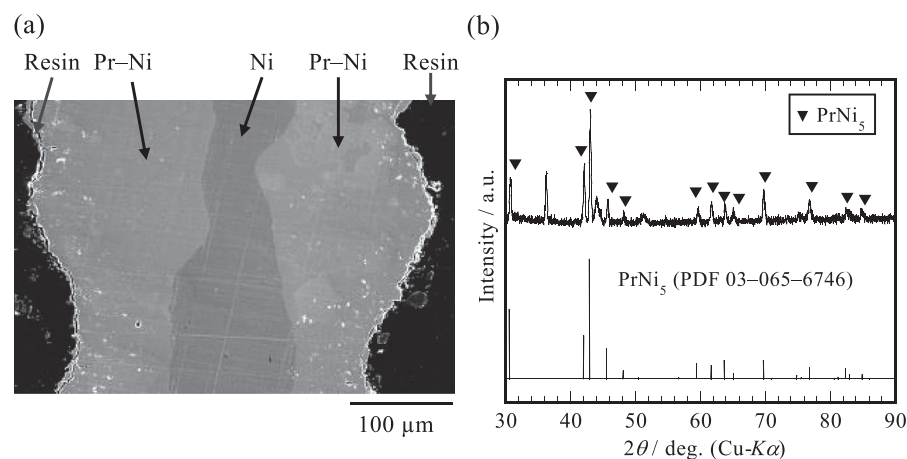 (a)
Resin Pr–Ni Ni Pr–Ni Resin
100 µm
(b)
▼ PrNi5
PrNi5 (PDF 03–065–6746)
Intensity / a.u.
30 40 50 60 70 80 90
2θ / deg. (Cu-Kα)